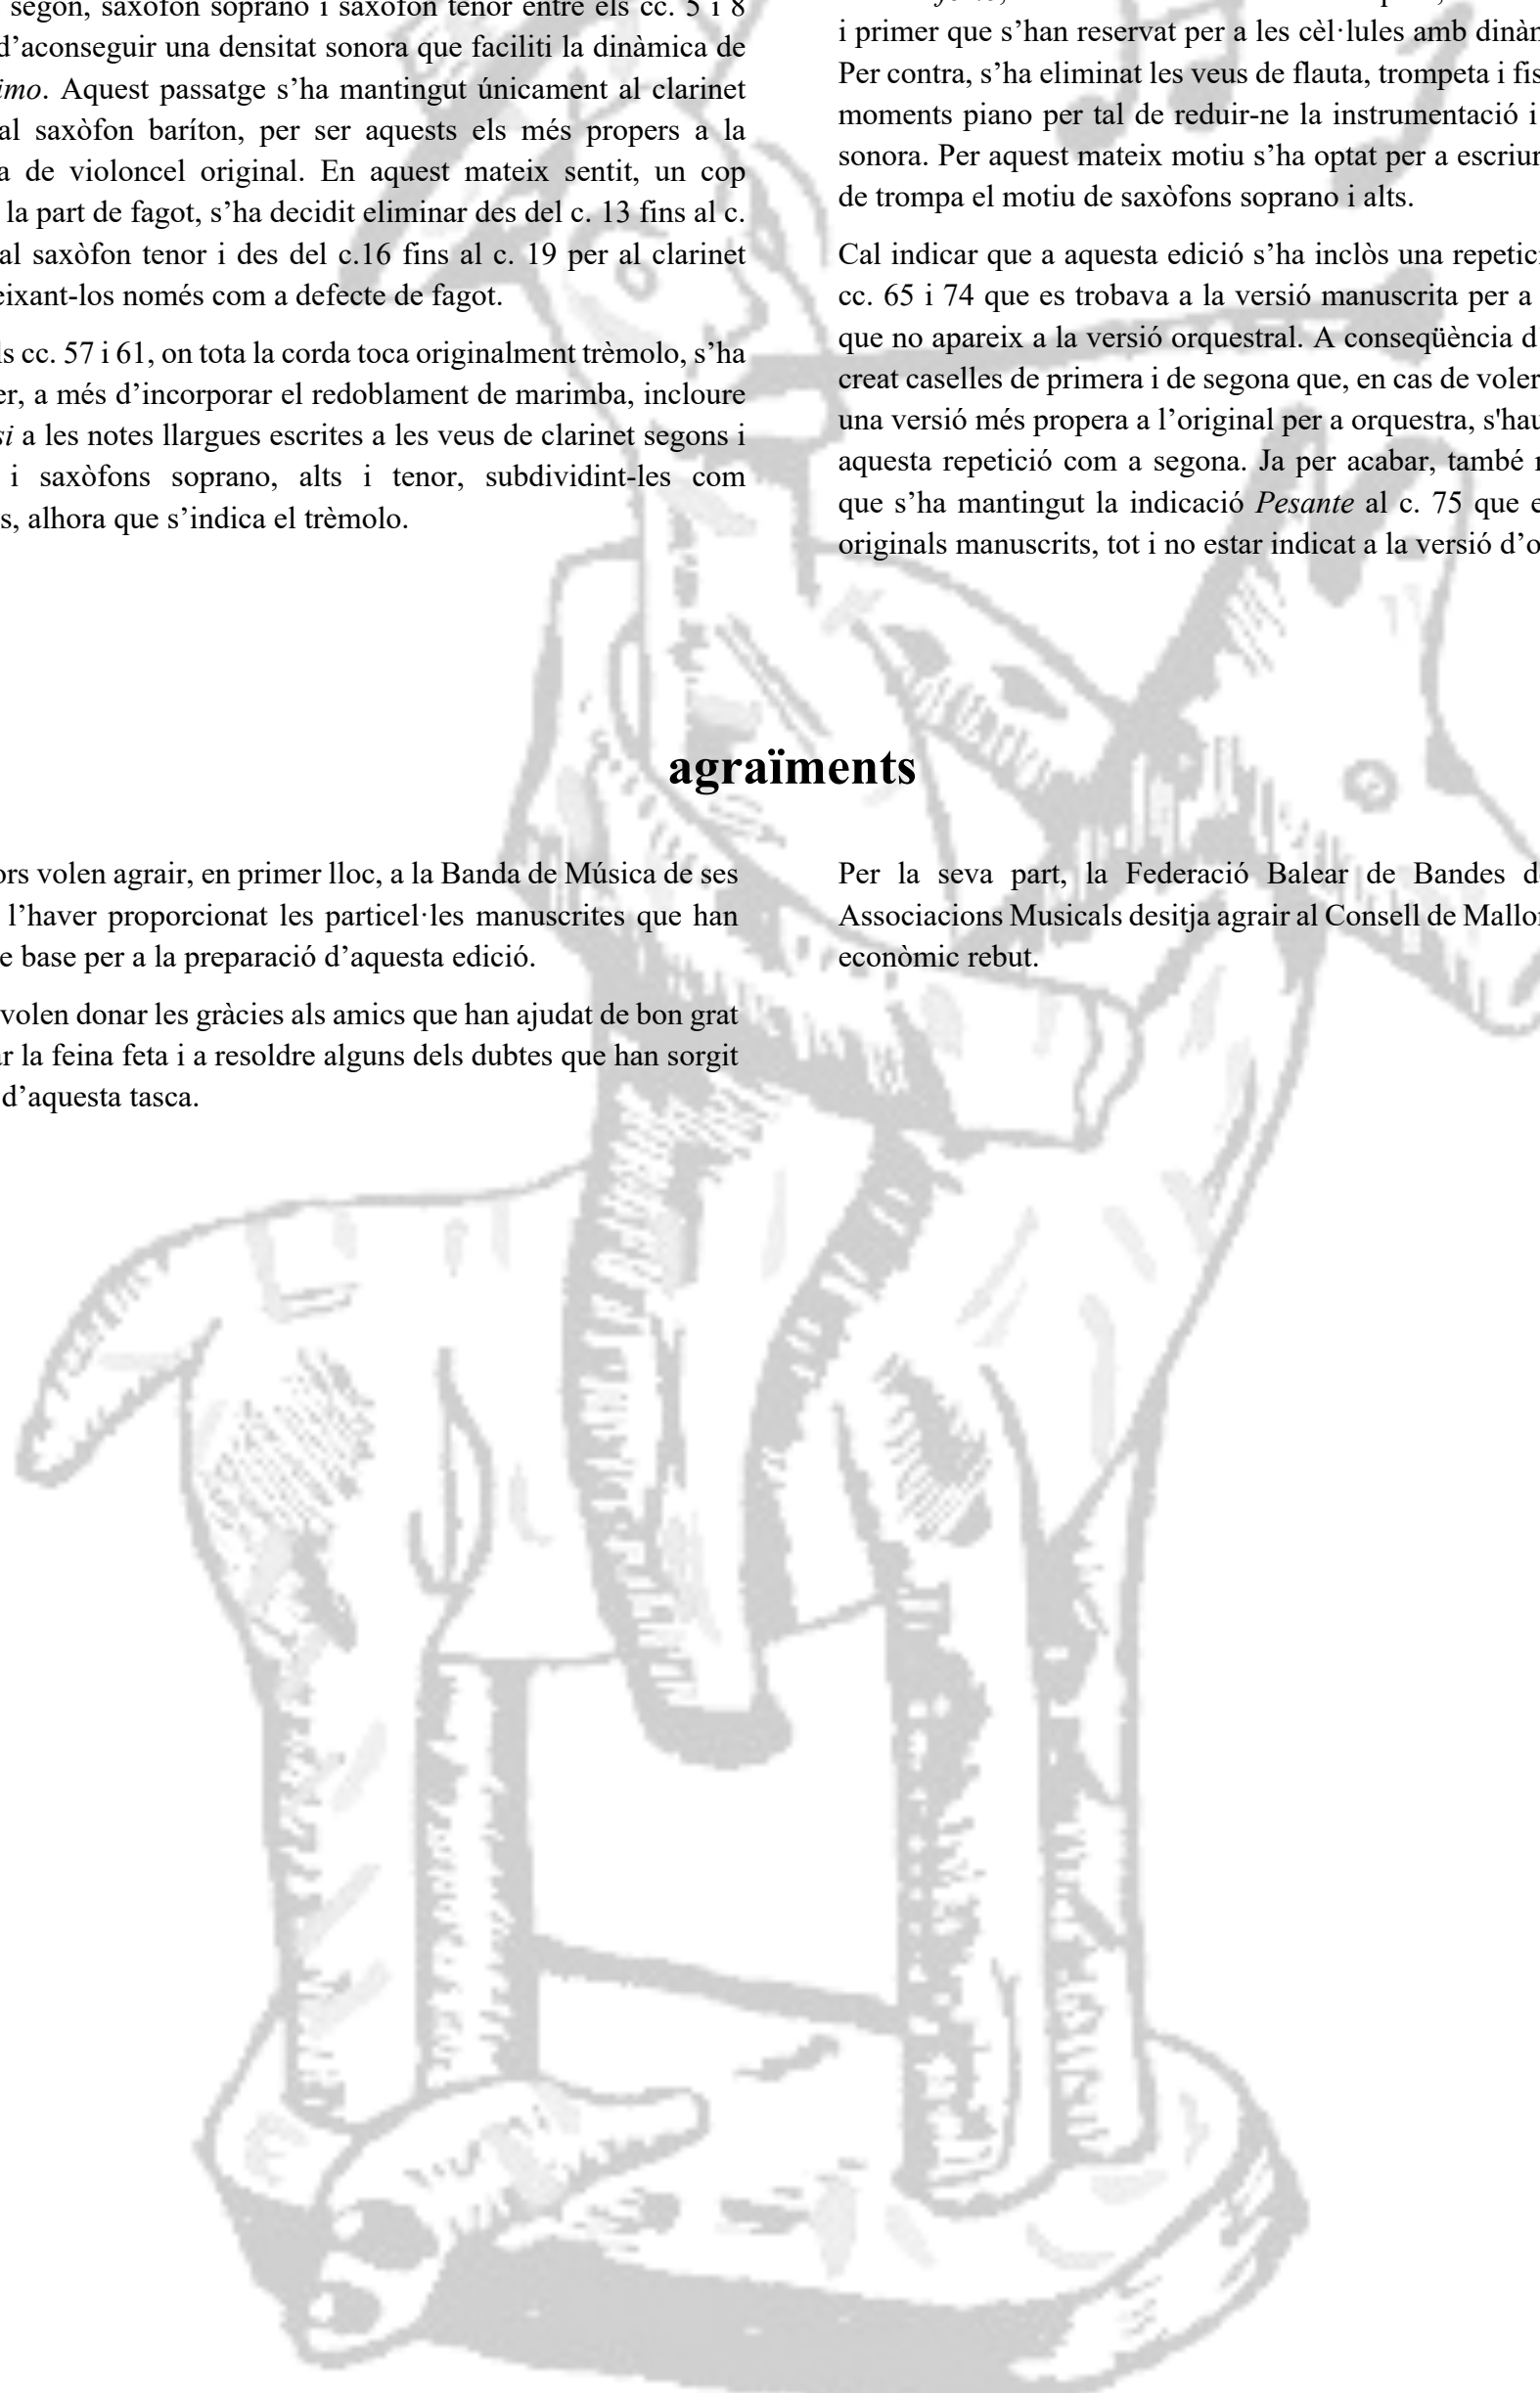 segon, saxòfon soprano i saxòfon tenor entre els cc. 5 i 8
d’aconseguir una densitat sonora que faciliti la dinàmica de
imo. Aquest passatge s’ha mantingut únicament al clarinet
al saxòfon baríton, per ser aquests els més propers a la
a de violoncel original. En aquest mateix sentit, un cop
la part de fagot, s’ha decidit eliminar des del c. 13 fins al c.
al saxòfon tenor i des del c.16 fins al c. 19 per al clarinet
eixant-los només com a defecte de fagot.
ls cc. 57 i 61, on tota la corda toca originalment trèmolo, s’ha
er, a més d’incorporar el redoblament de marimba, incloure
si a les notes llargues escrites a les veus de clarinet segons i
i saxòfons soprano, alts i tenor, subdividint-les com
s, alhora que s’indica el trèmolo.
i primer que s’han reservat per a les cèl·lules amb dinàm
Per contra, s’ha eliminat les veus de flauta, trompeta i fis
moments piano per tal de reduir-ne la instrumentació i
sonora. Per aquest mateix motiu s’ha optat per a escriur
de trompa el motiu de saxòfons soprano i alts.
Cal indicar que a aquesta edició s’ha inclòs una repetici
cc. 65 i 74 que es trobava a la versió manuscrita per a
que no apareix a la versió orquestral. A conseqüència d
creat caselles de primera i de segona que, en cas de voler
una versió més propera a l’original per a orquestra, s'hau
aquesta repetició com a segona. Ja per acabar, també
que s’ha mantingut la indicació Pesante al c. 75 que e
originals manuscrits, tot i no estar indicat a la versió d’o
agraïments
ors volen agrair, en primer lloc, a la Banda de Música de ses
l’haver proporcionat les particel·les manuscrites que han
e base per a la preparació d’aquesta edició.
volen donar les gràcies als amics que han ajudat de bon grat
ar la feina feta i a resoldre alguns dels dubtes que han sorgit
d’aquesta tasca.
Per la seva part, la Federació Balear de Bandes d
Associacions Musicals desitja agrair al Consell de Mallor
econòmic rebut.